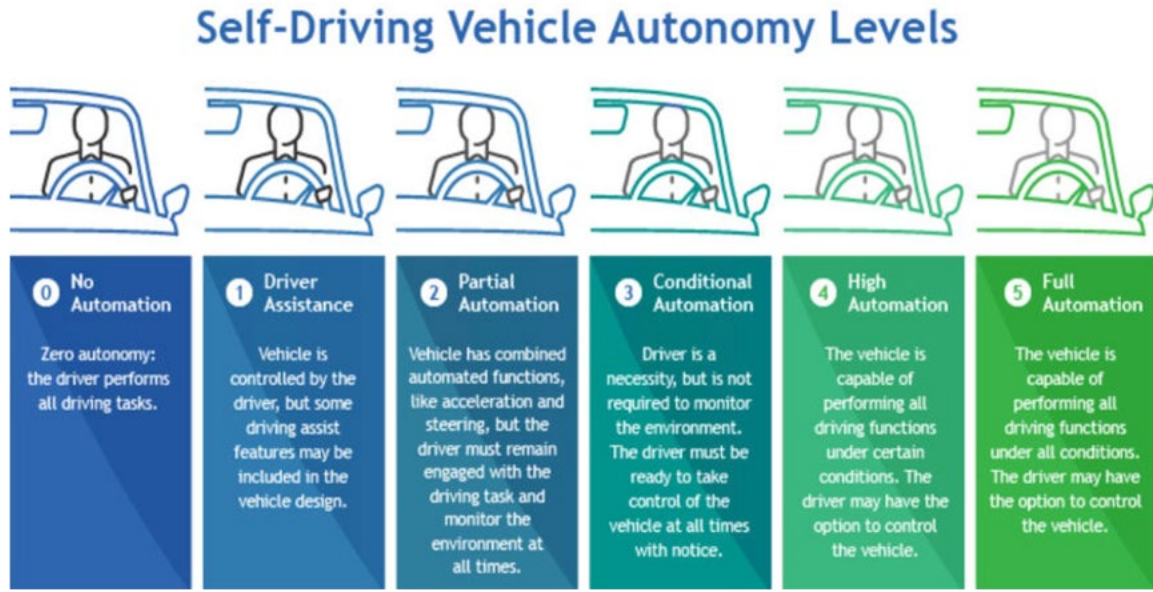 Self-Driving Vehicle Autonomy Levels
0 No
Automation
Zero autonomy:
the driver performs
all driving tasks.
1 Driver
Assistance
Vehicle is
controlled by the
driver, but some
driving assist
features may be
included in the
vehicle design.
2 Partial
Automation
Vehicle has combined
automated functions,
like acceleration and
steering, but the
driver must remain
engaged with the
driving task and
monitor the
environment at
all times.
3 Conditional
Automation
Driver is a
necessity, but is not
required to monitor
the environment.
The driver must be
ready to take
control of the
vehicle at all times
with notice.
4 High
Automation
The vehicle is
capable of
performing all
driving functions
under certain
conditions. The
driver may have the
option to control
the vehicle.
5 Full
Automation
The vehicle is
capable of
performing all
driving functions
under all conditions.
The driver may have
the option to control
the vehicle.